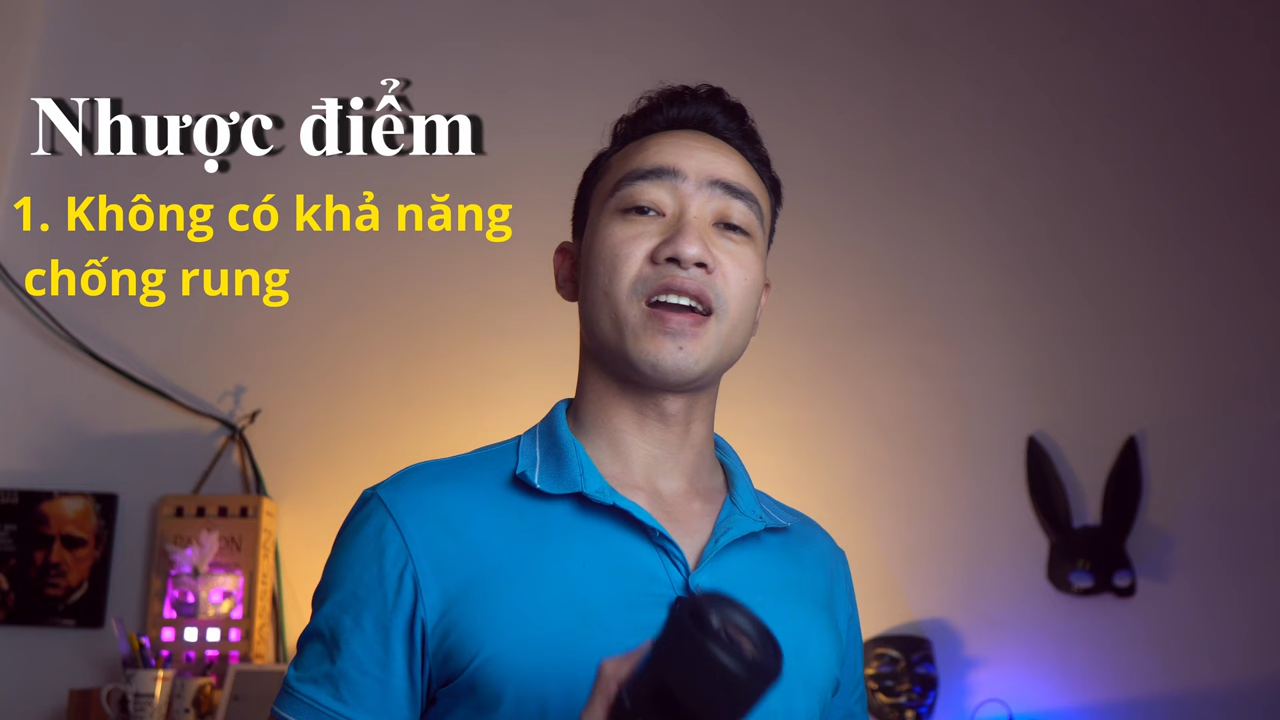 Nhược điểm
1. Không có khả năng
chống rung